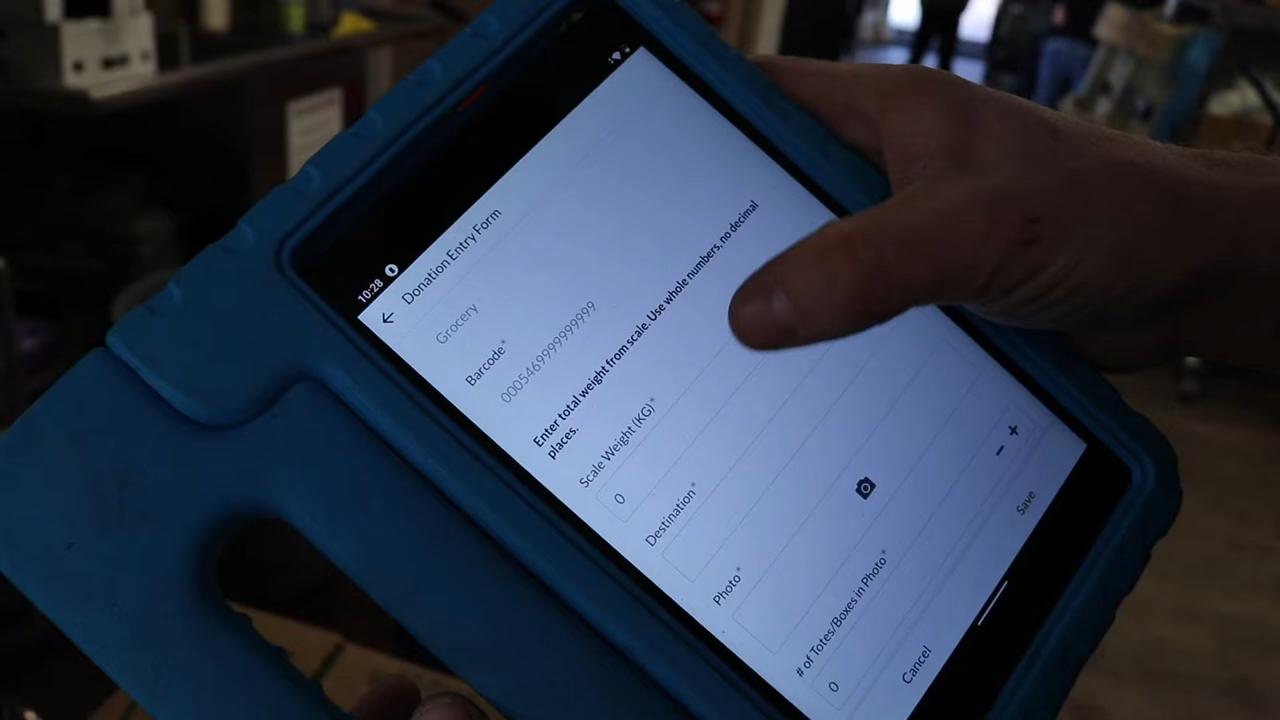 10:28
Donation Entry Form
Grocery
Barcode*
Enter total weight from scale. Use whole numbers, no decimal
places.
Scale Weight (KG)*
0
Destination*
Photo*
# of Totes/Boxes in Photo*
0
Cancel
Save